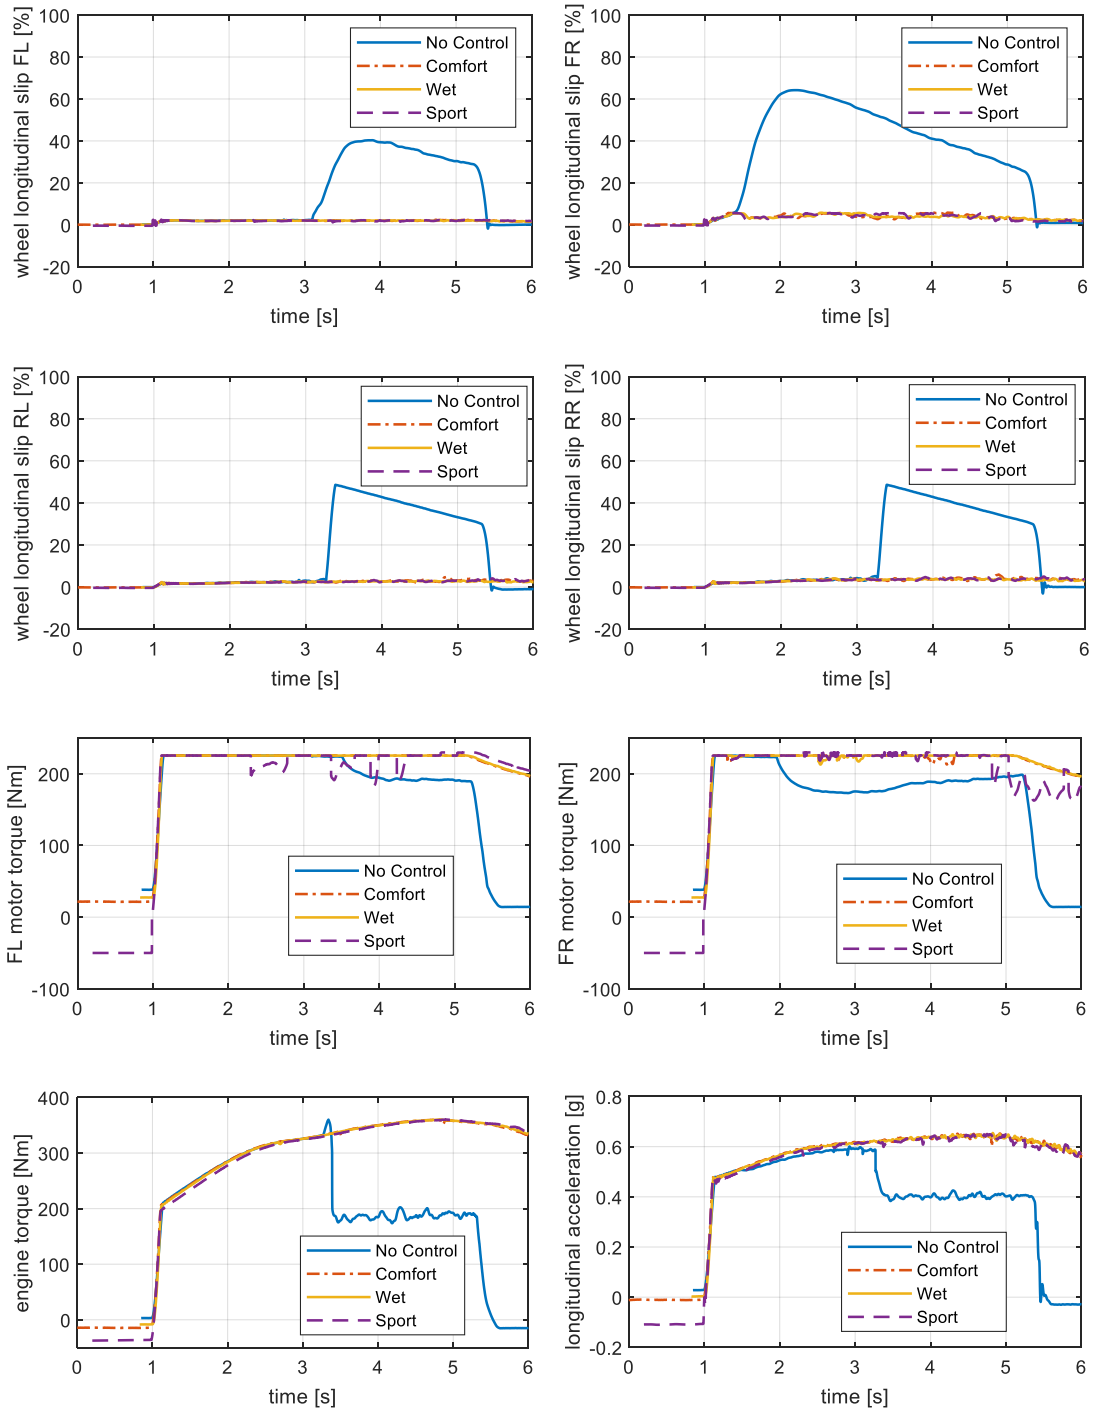 wheel longitudinal slip FL [%]
100
80
60
40
20
0
-20
No Control
Comfort
Wet
Sport
0 1 2 3 4 5 6
time [s]
wheel longitudinal slip FR [%]
100
80
60
40
20
0
-20
No Control
Comfort
Wet
Sport
0 1 2 3 4 5 6
time [s]
wheel longitudinal slip RL [%]
100
80
60
40
20
0
-20
No Control
Comfort
Wet
Sport
0 1 2 3 4 5 6
time [s]
wheel longitudinal slip RR [%]
100
80
60
40
20
0
-20
No Control
Comfort
Wet
Sport
0 1 2 3 4 5 6
time [s]
FL motor torque [Nm]
200
100
0
-100
No Control
Comfort
Wet
Sport
0 1 2 3 4 5 6
time [s]
FR motor torque [Nm]
200
100
0
-100
No Control
Comfort
Wet
Sport
0 1 2 3 4 5 6
time [s]
engine torque [Nm]
400
300
200
100
0
No Control
Comfort
Wet
Sport
0 1 2 3 4 5 6
time [s]
longitudinal acceleration [g]
0.8
0.6
0.4
0.2
0
-0.2
No Control
Comfort
Wet
Sport
0 1 2 3 4 5 6
time [s]